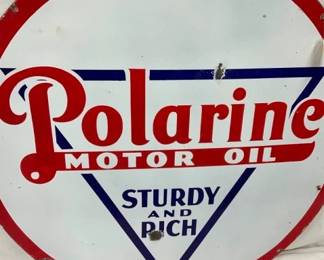 Polarine
MOTOR OIL
STURDY
AND
RICH